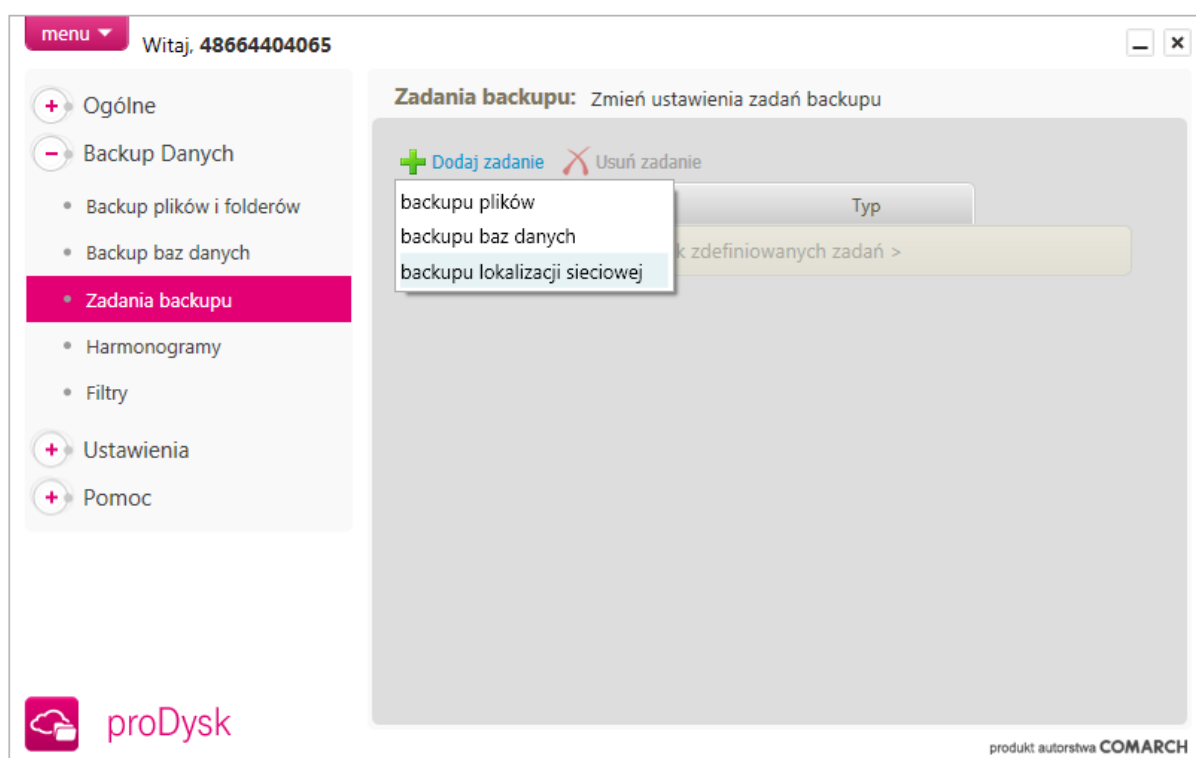 menu
Witaj, 48664404065
Ogólne
Backup Danych
Backup plików i folderów
Backup baz danych
Zadania backupu
Harmonogramy
Filtry
Ustawienia
Pomoc
Zadania backupu: Zmień ustawienia zadań backupu
Dodaj zadanie Usuń zadanie
backupu plików
backupu baz danych
backupu lokalizacji sieciowej
Typ
k zdefiniowanych zadań >
proDysk
produkt autorstwa COMARCH